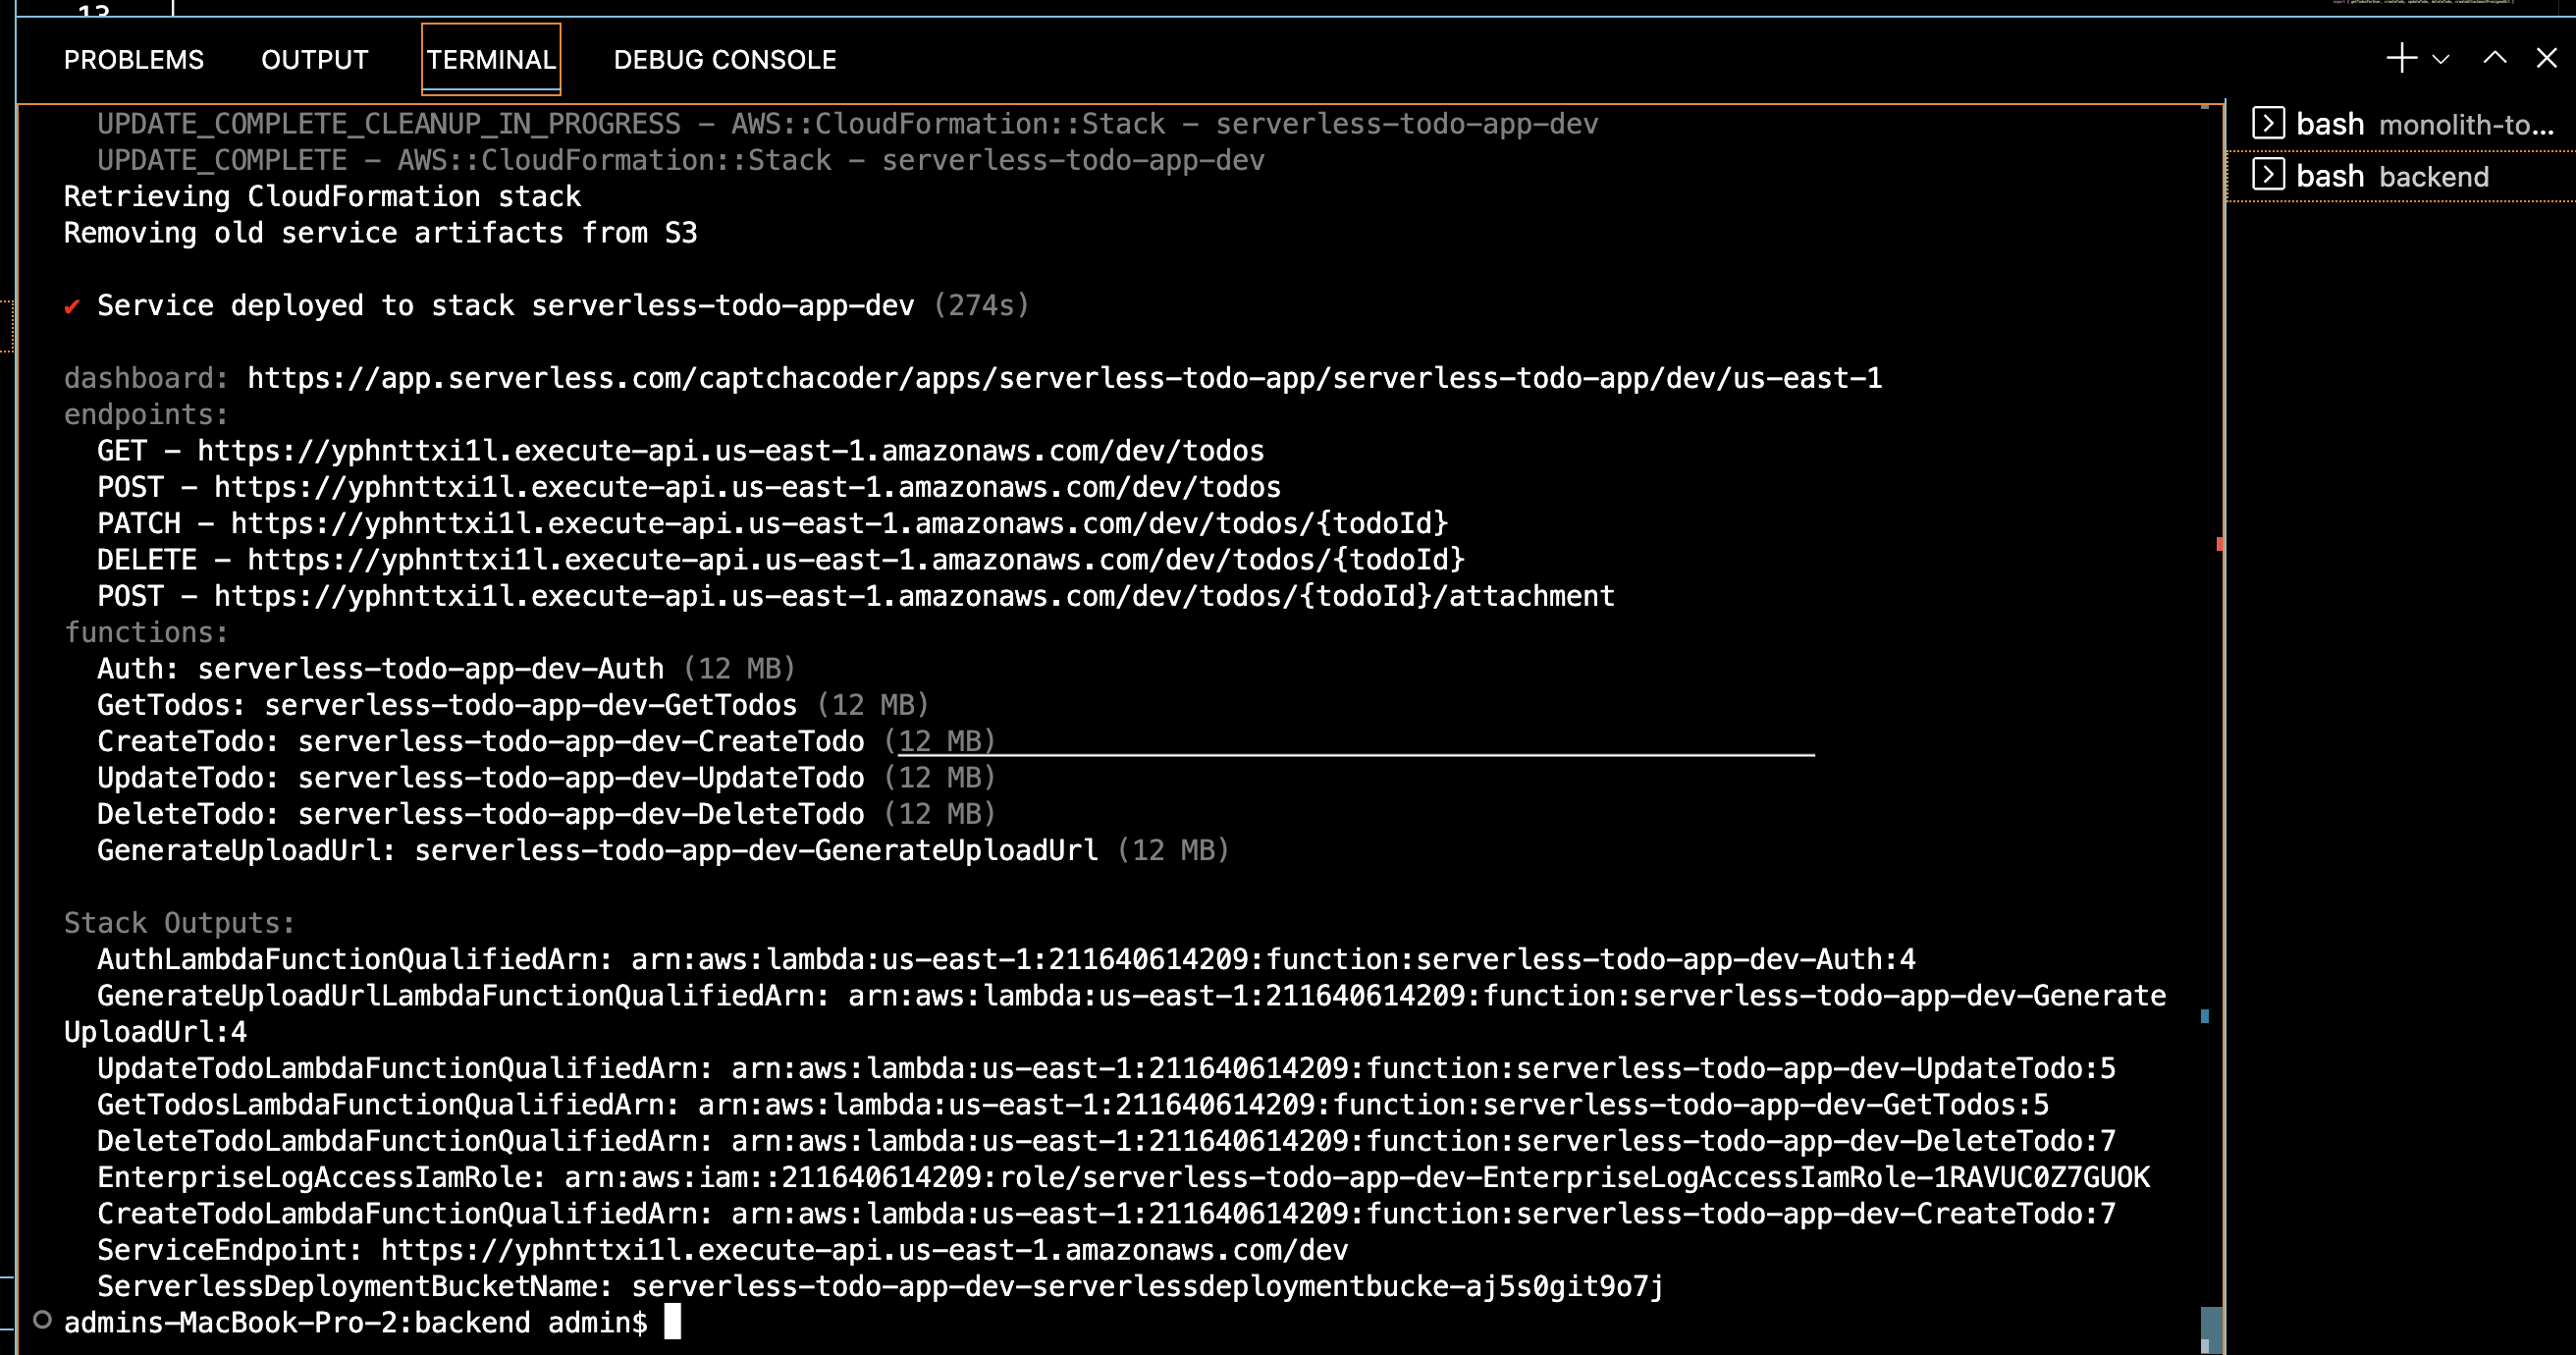 13
PROBLEMS OUTPUT TERMINAL DEBUG CONSOLE
UPDATE_COMPLETE_CLEANUP_IN_PROGRESS - AWS::CloudFormation::Stack - serverless-todo-app-dev
UPDATE_COMPLETE - AWS::CloudFormation::Stack - serverless-todo-app-dev
Retrieving CloudFormation stack
Removing old service artifacts from S3
✔ Service deployed to stack serverless-todo-app-dev (274s)
dashboard: https://app.serverless.com/captchacoder/apps/serverless-todo-app/serverless-todo-app/dev/us-east-1
endpoints:
GET - https://yphnttxi1l.execute-api.us-east-1.amazonaws.com/dev/todos
POST - https://yphnttxi1l.execute-api.us-east-1.amazonaws.com/dev/todos
PATCH - https://yphnttxi1l.execute-api.us-east-1.amazonaws.com/dev/todos/{todoId}
DELETE - https://yphnttxi1l.execute-api.us-east-1.amazonaws.com/dev/todos/{todoId}
POST - https://yphnttxi1l.execute-api.us-east-1.amazonaws.com/dev/todos/{todoId}/attachment
functions:
Auth: serverless-todo-app-dev-Auth (12 MB)
GetTodos: serverless-todo-app-dev-GetTodos (12 MB)
CreateTodo: serverless-todo-app-dev-CreateTodo (12 MB)
UpdateTodo: serverless-todo-app-dev-UpdateTodo (12 MB)
DeleteTodo: serverless-todo-app-dev-DeleteTodo (12 MB)
GenerateUploadUrl: serverless-todo-app-dev-GenerateUploadUrl (12 MB)
Stack Outputs:
AuthLambdaFunctionQualifiedArn: arn:aws:lambda:us-east-1:211640614209:function:serverless-todo-app-dev-Auth:4
GenerateUploadUrlLambdaFunctionQualifiedArn: arn:aws:lambda:us-east-1:211640614209:function:serverless-todo-app-dev-Generate
UploadUrl:4
UpdateTodoLambdaFunctionQualifiedArn: arn:aws:lambda:us-east-1:211640614209:function:serverless-todo-app-dev-UpdateTodo:5
GetTodosLambdaFunctionQualifiedArn: arn:aws:lambda:us-east-1:211640614209:function:serverless-todo-app-dev-GetTodos:5
DeleteTodoLambdaFunctionQualifiedArn: arn:aws:lambda:us-east-1:211640614209:function:serverless-todo-app-dev-DeleteTodo:7
EnterpriseLogAccessIamRole: arn:aws:iam::211640614209:role/serverless-todo-app-dev-EnterpriseLogAccessIamRole-1RAVUC0Z7GUOK
CreateTodoLambdaFunctionQualifiedArn: arn:aws:lambda:us-east-1:211640614209:function:serverless-todo-app-dev-CreateTodo:7
ServiceEndpoint: https://yphnttxi1l.execute-api.us-east-1.amazonaws.com/dev
ServerlessDeploymentBucketName: serverless-todo-app-dev-serverlessdeploymentbucke-aj5s0git9o7j
admins-MacBook-Pro-2:backend admin$
bash monolith-to...
bash backend